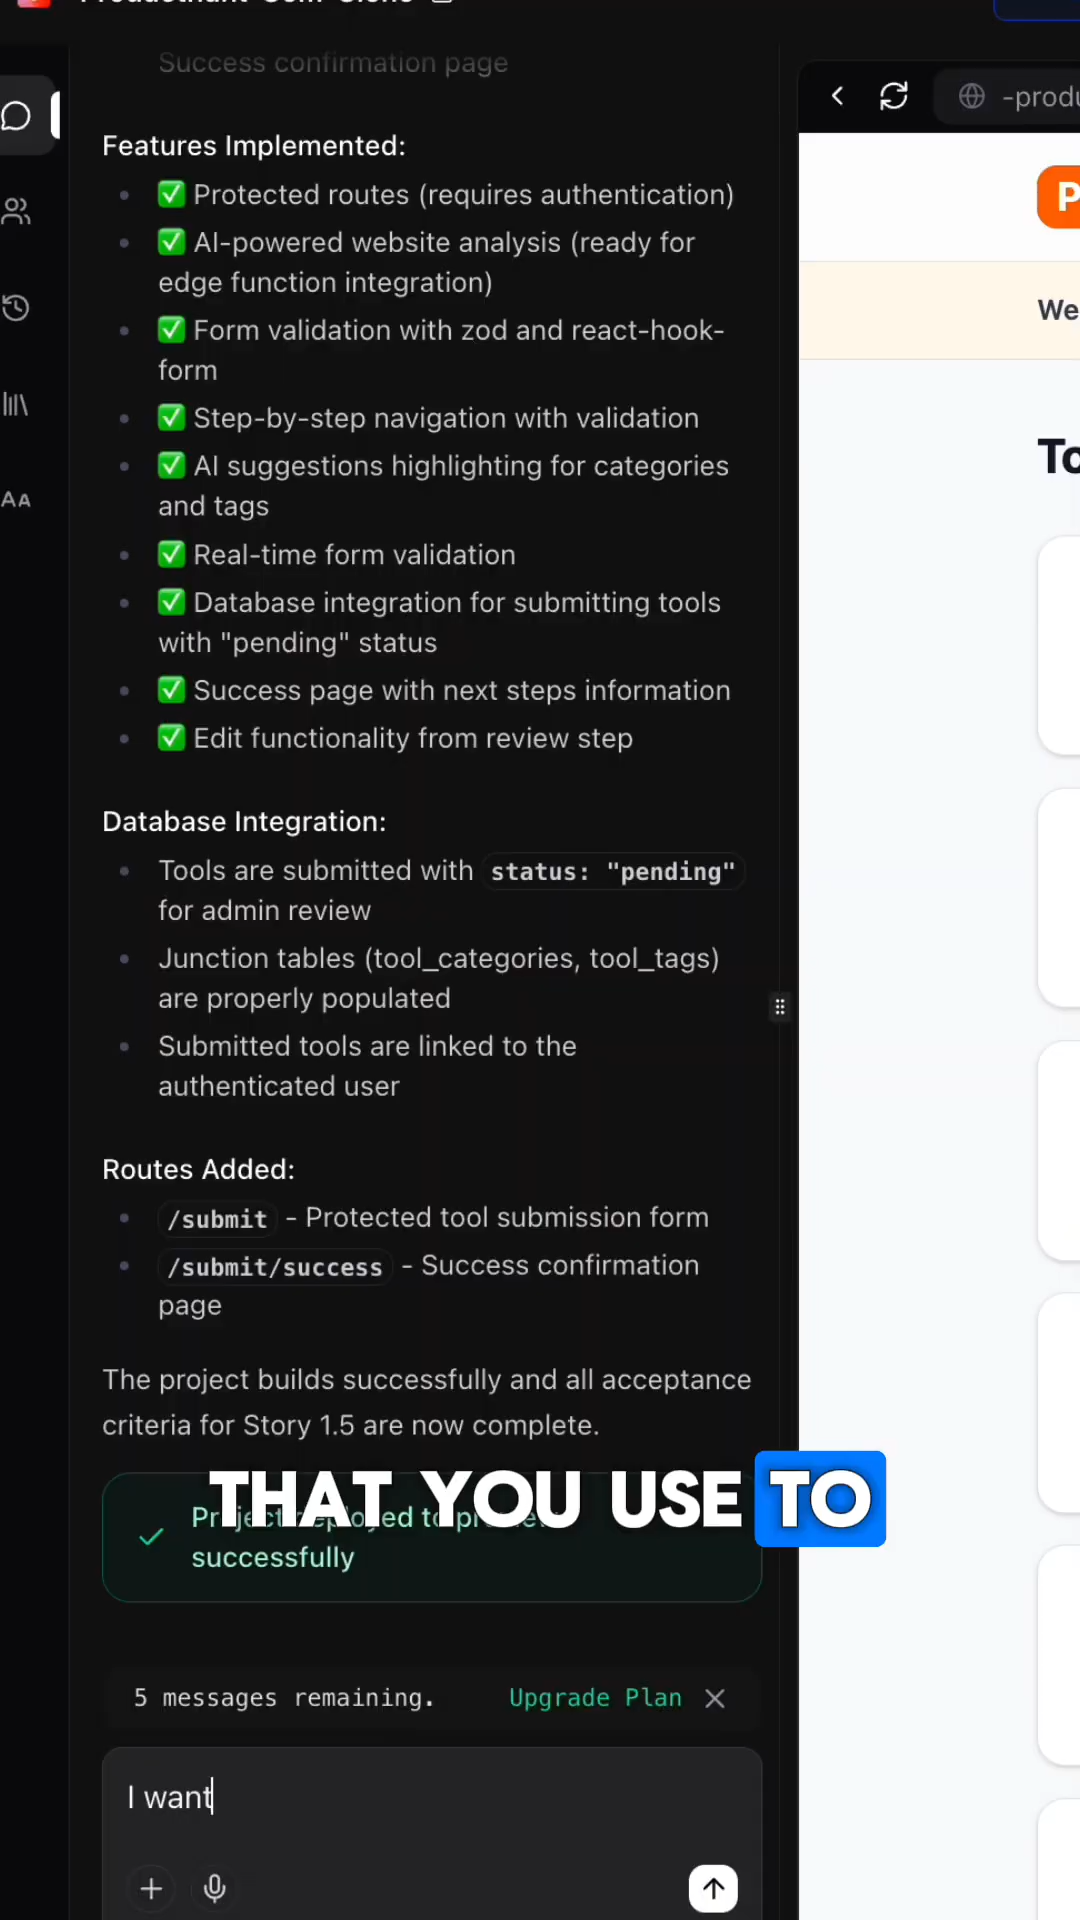 Success confirmation page
Features Implemented:
✅ Protected routes (requires authentication)
✅ AI-powered website analysis (ready for
edge function integration)
✅ Form validation with zod and react-hook-
form
✅ Step-by-step navigation with validation
✅ AI suggestions highlighting for categories
and tags
✅ Real-time form validation
✅ Database integration for submitting tools
with "pending" status
✅ Success page with next steps information
✅ Edit functionality from review step
Database Integration:
Tools are submitted with status: "pending"
for admin review
Junction tables (tool_categories, tool_tags)
are properly populated
Submitted tools are linked to the
authenticated user
Routes Added:
/submit - Protected tool submission form
/submit/success - Success confirmation
page
The project builds successfully and all acceptance
criteria for Story 1.5 are now complete.
THAT YOU USE TO
successfully
5 messages remaining. Upgrade Plan
I want
AA
-produ
P
We
To